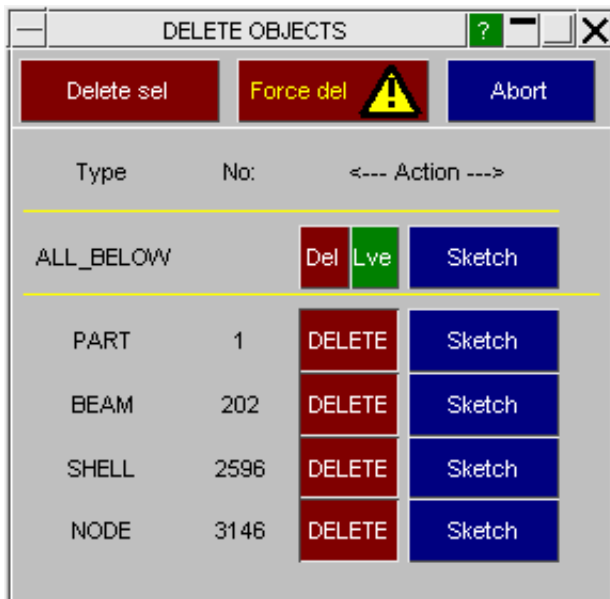 DELETE OBJECTS ?
Delete sel Force del Abort
Type No: <--- Action --->
ALL_BELOW Del Lve Sketch
PART 1 DELETE Sketch
BEAM 202 DELETE Sketch
SHELL 2596 DELETE Sketch
NODE 3146 DELETE Sketch